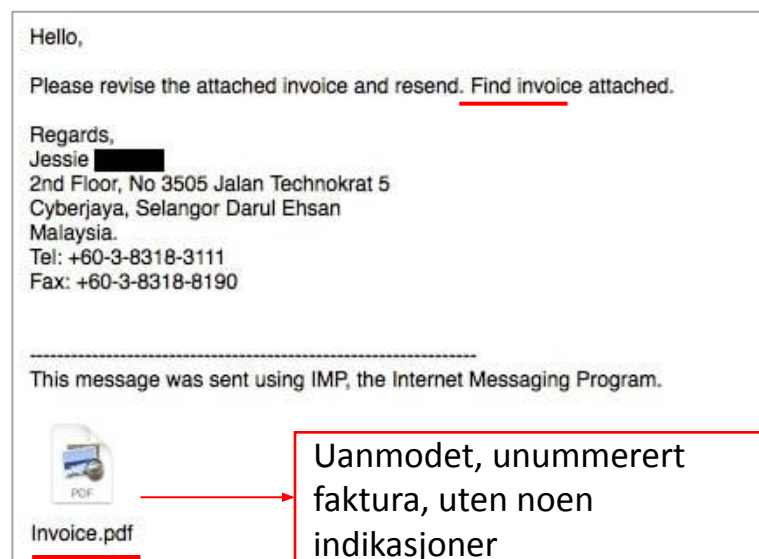 Hello,
Please revise the attached invoice and resend. Find invoice attached.
Regards,
Jessie
2nd Floor, No 3505 Jalan Technokrat 5
Cyberjaya, Selangor Darul Ehsan
Malaysia.
Tel: +60-3-8318-3111
Fax: +60-3-8318-8190
-------------------------------------------------------------------
This message was sent using IMP, the Internet Messaging Program.
PDF
Invoice.pdf
Uanmodet, unummerert
faktura, uten noen
indikasjoner